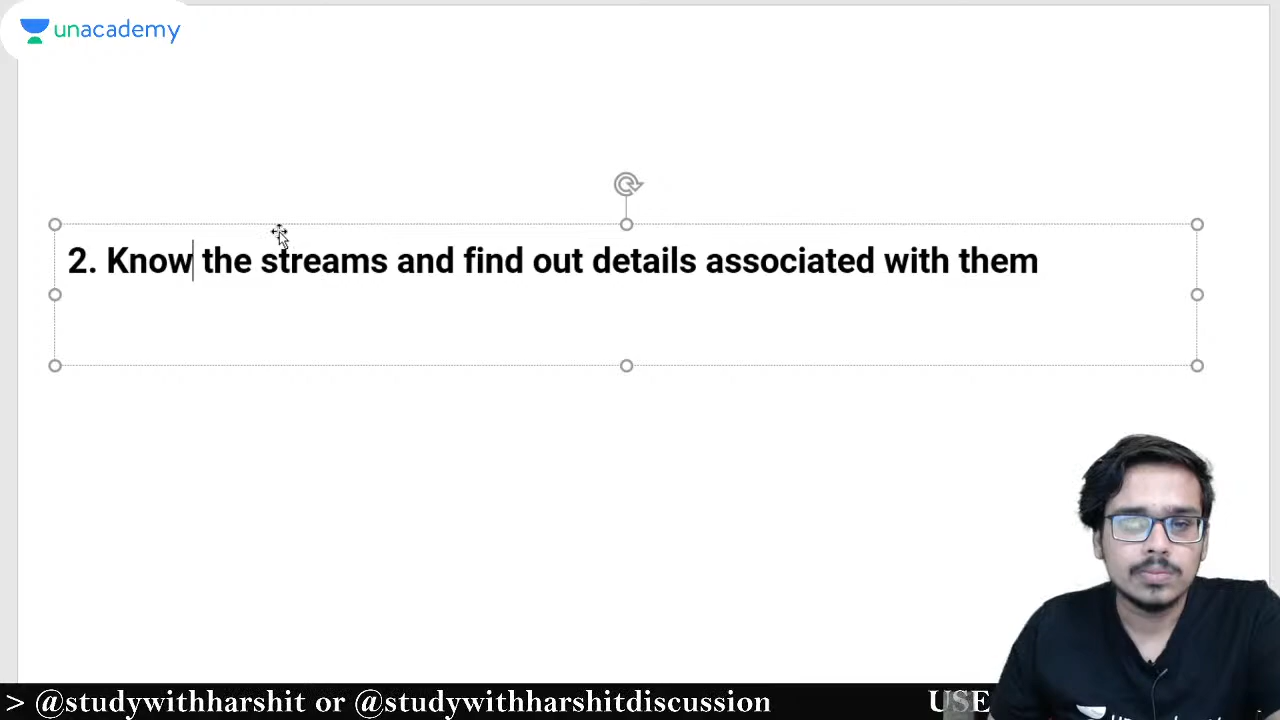 unacademy
2. Know the streams and find out details associated with them
> @studywithharshit or @studywithharshitdiscussion USE